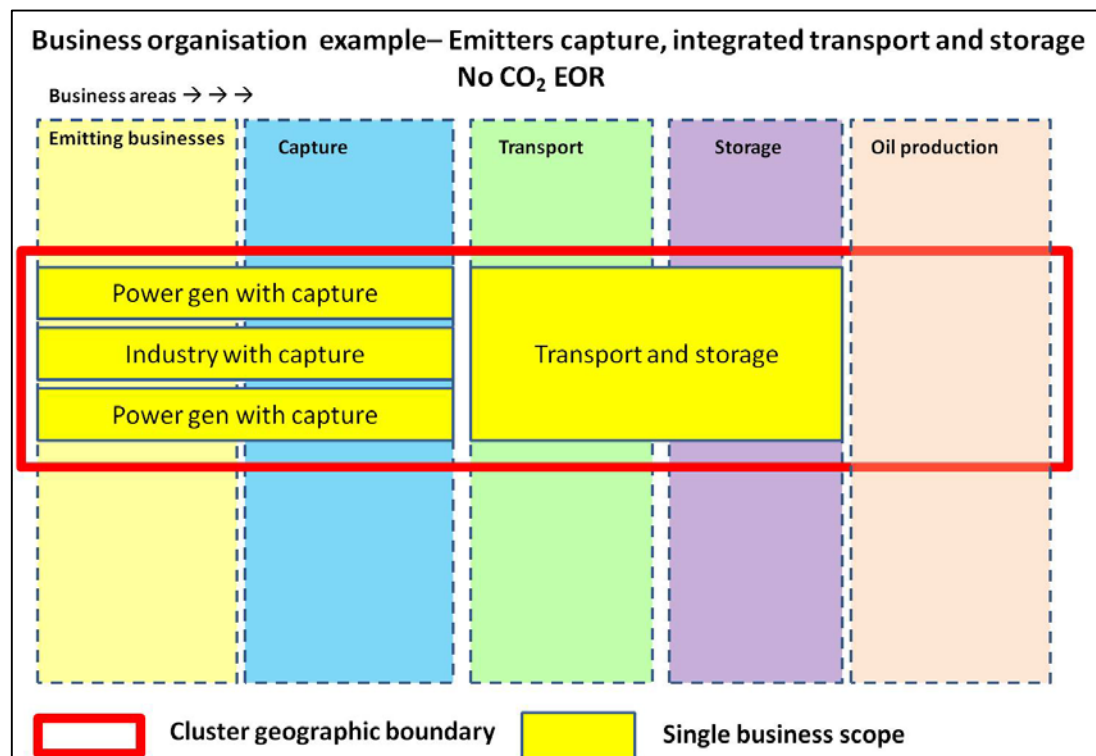 Business organisation example– Emitters capture, integrated transport and storage
No CO₂ EOR
Business areas → → →
Emitting businesses
Capture
Transport
Storage
Oil production
Power gen with capture
Industry with capture
Power gen with capture
Transport and storage
Cluster geographic boundary
Single business scope